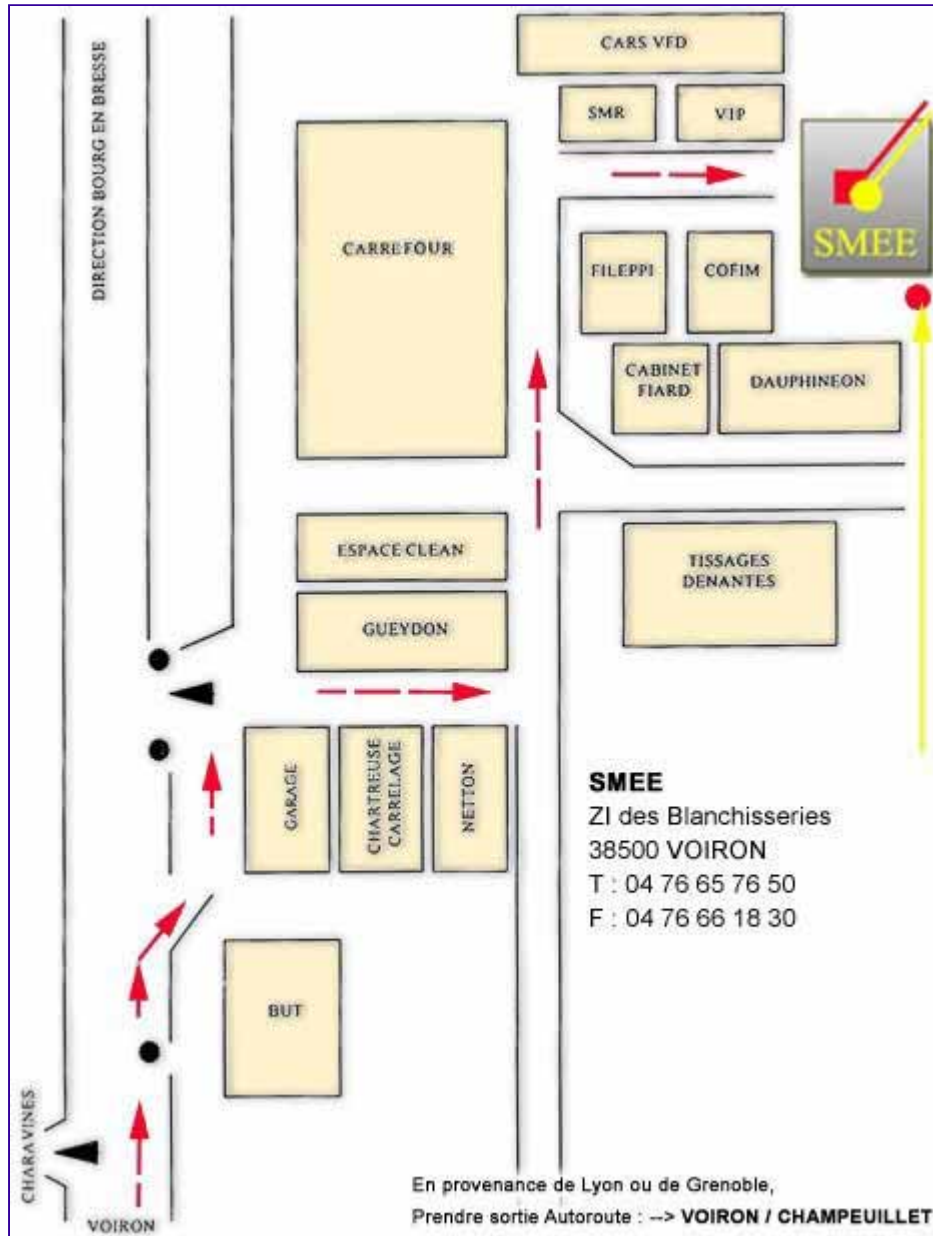 CARS VFD
SMR
VIP
DIRECTION BOURG EN BRESSE
CARREFOUR
SMEE
FILEPPI
COFIM
CABINET
FIARD
DAUPHINEON
ESPACE CLEAN
GUEYDON
TISSAGES
DENANTES
GARAGE
CHARTREUSE
CARRELAGE
NETTON
SMEE
ZI des Blanchisseries
38500 VOIRON
T : 04 76 65 76 50
F : 04 76 66 18 30
BUT
CHARAVINES
VOIRON
En provenance de Lyon ou de Grenoble,
Prendre sortie Autoroute : --> VOIRON / CHAMPEUILLET